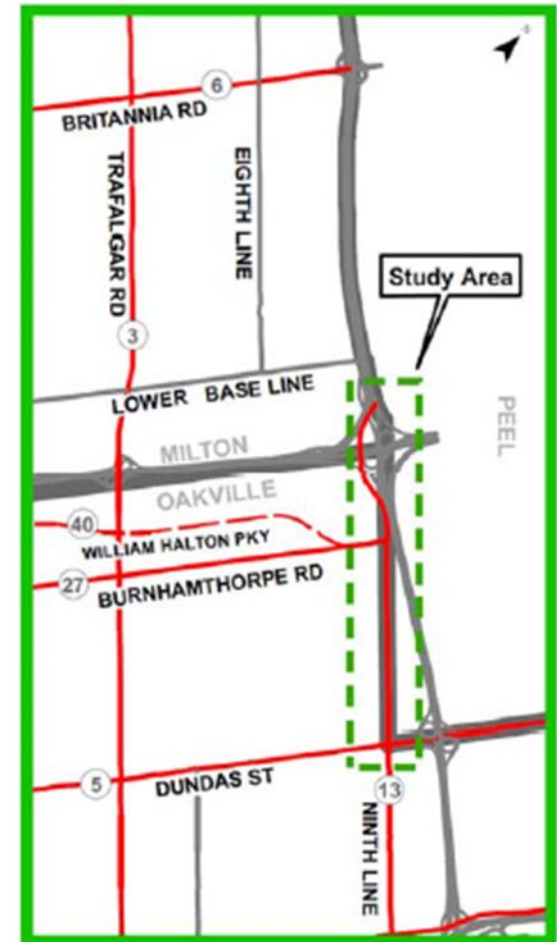 6
BRITANNIA RD
TRAFALGAR RD
EIGHTH LINE
Study Area
3
LOWER BASE LINE
PEEL
MILTON
OAKVILLE
40
WILLIAM HALTON PKY
27
BURNHAMTHORPE RD
5
DUNDAS ST
13
NINTH LINE